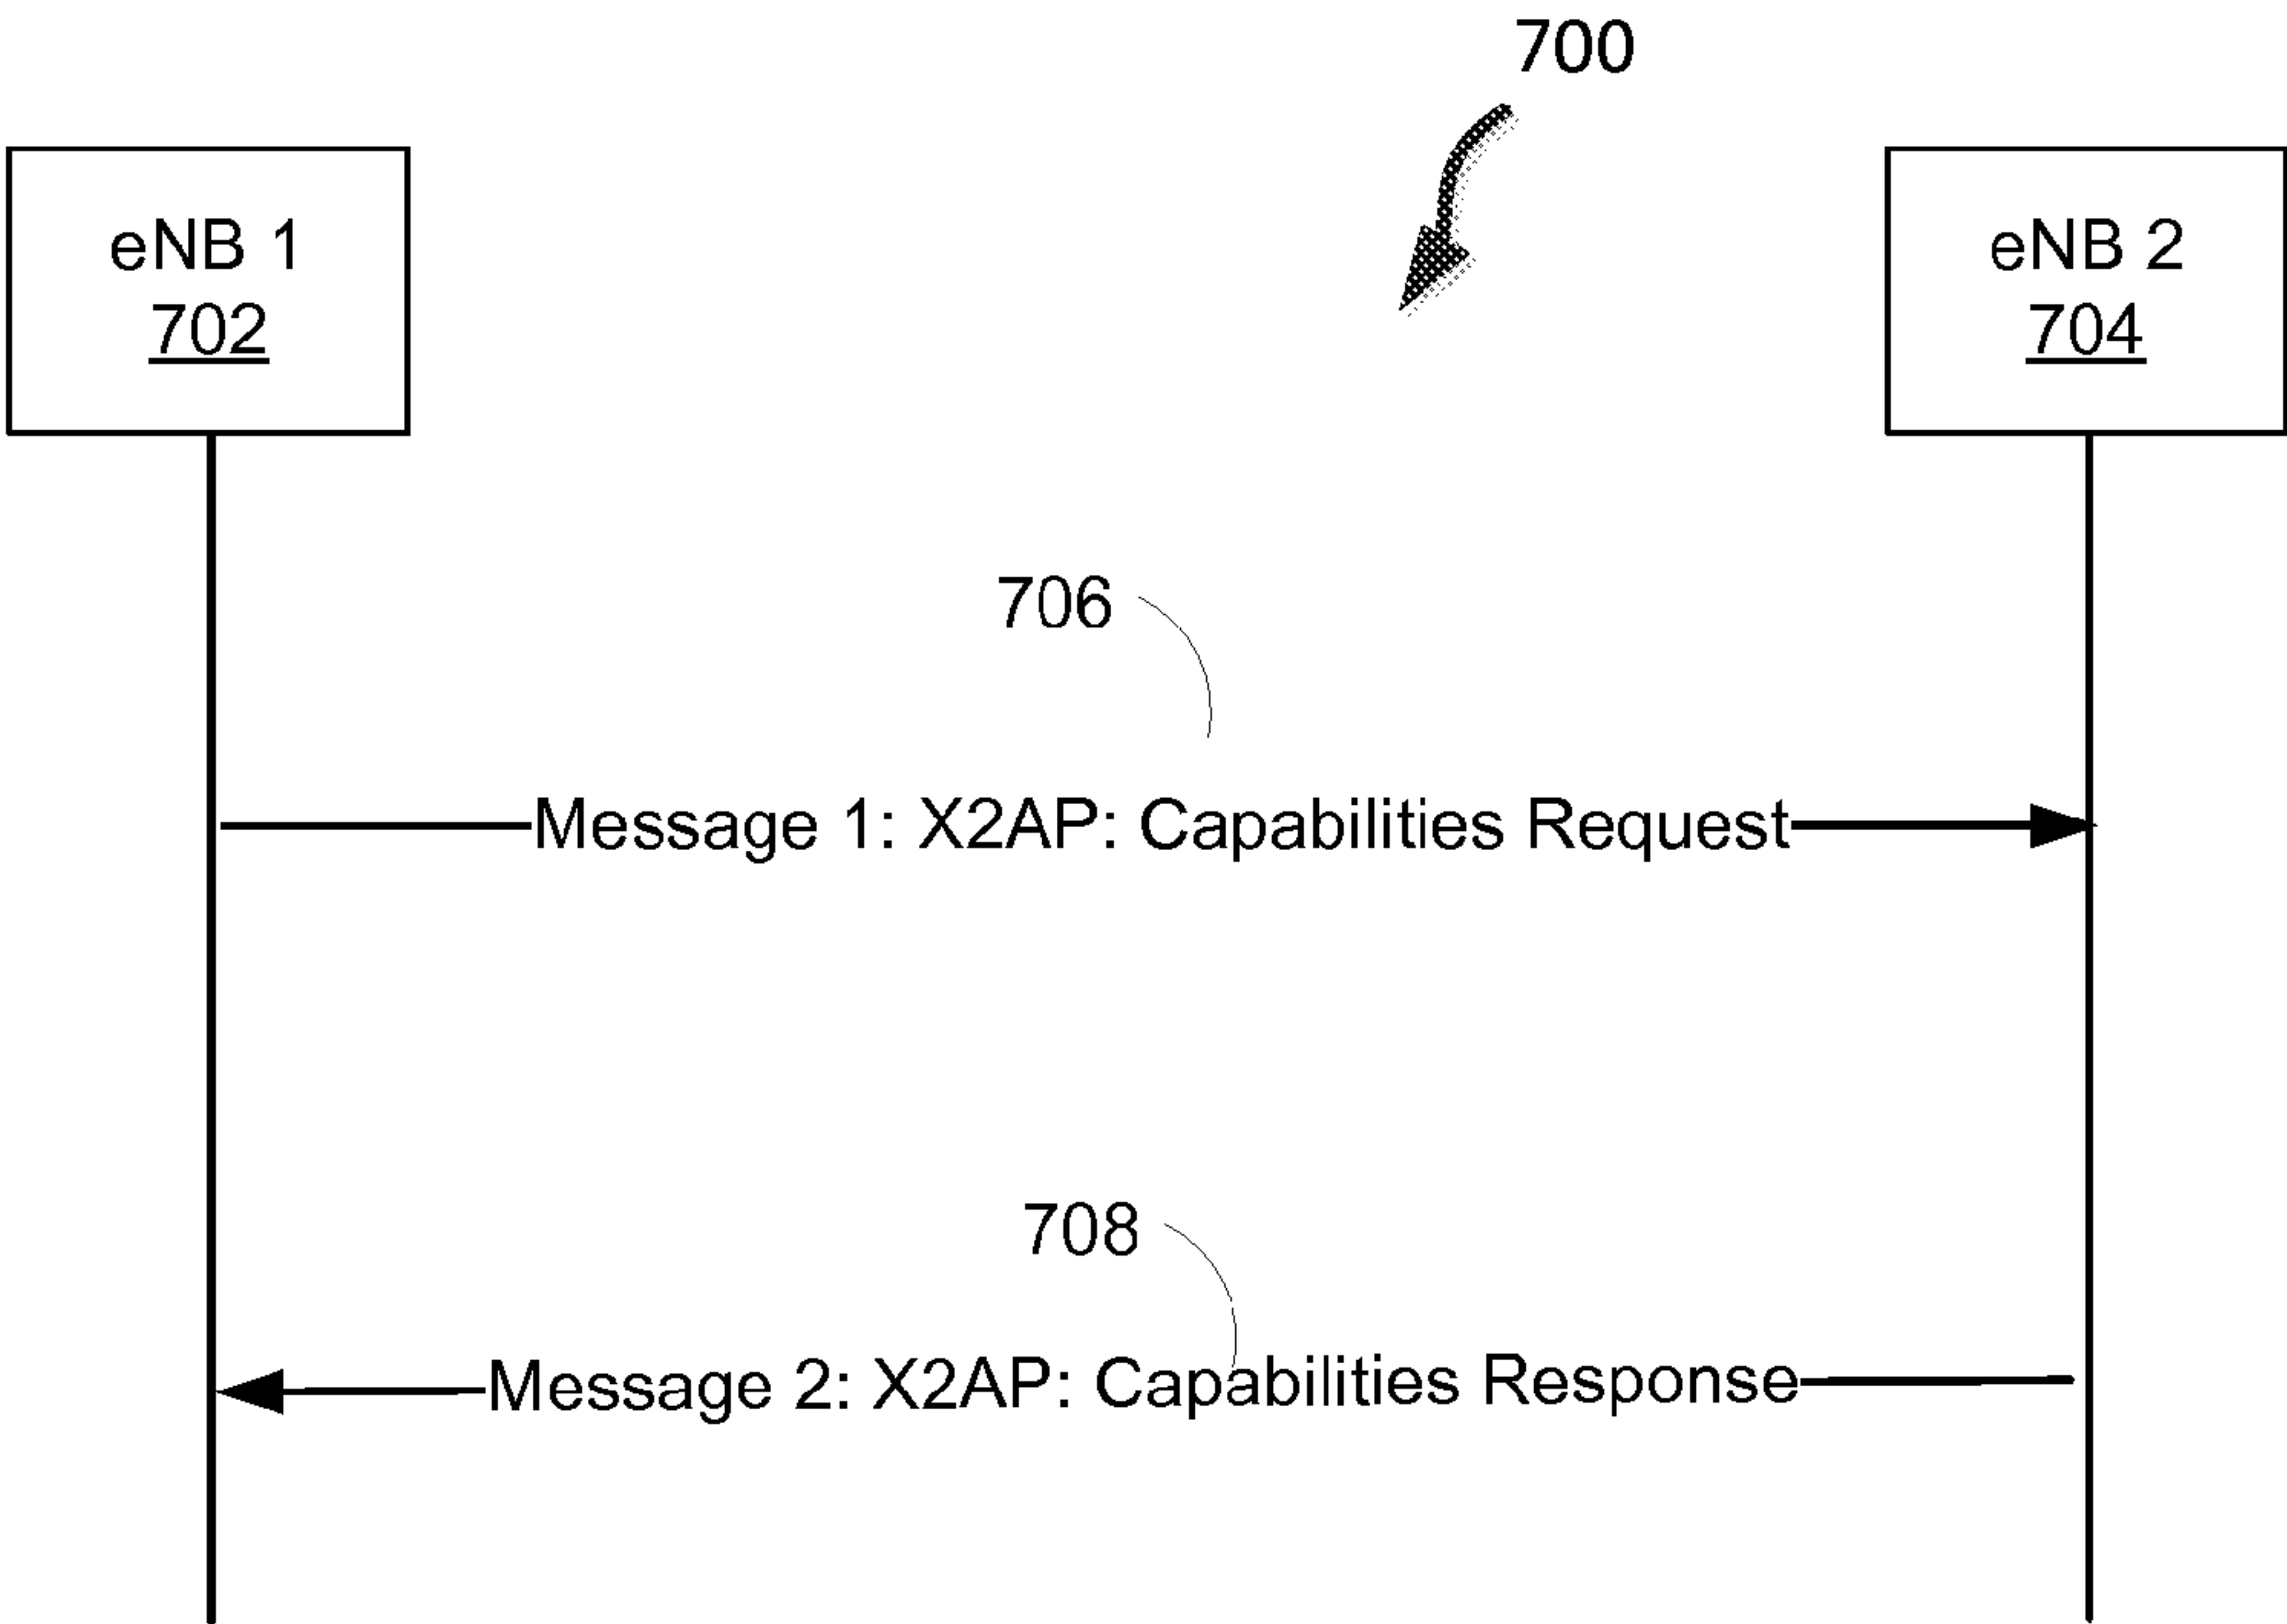 700
eNB 1
702
eNB 2
704
706
Message 1: X2AP: Capabilities Request
708
Message 2: X2AP: Capabilities Response